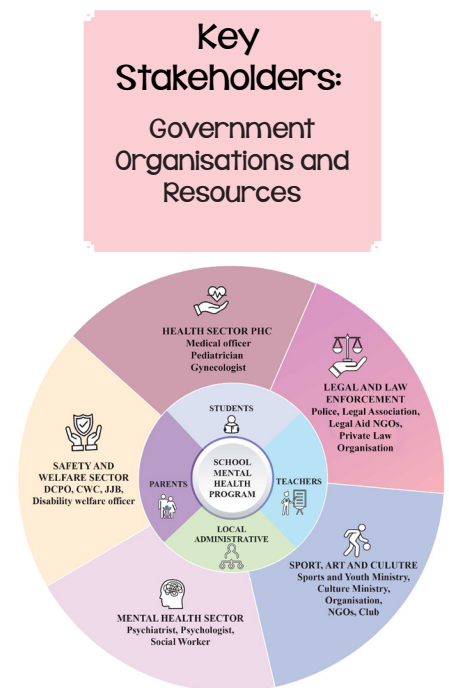 Key
Stakeholders:
Government
Organisations and
Resources
HEALTH SECTOR PHC
Medical officer
Pediatrician
Gynecologist
LEGAL AND LAW
ENFORCEMENT
Police, Legal Association,
Legal Aid NGOs,
Private Law
Organisation
STUDENTS
SAFETY AND
WELFARE SECTOR
DCPO, CWC, JJB,
Disability welfare officer
PARENTS
SCHOOL
MENTAL
HEALTH
PROGRAM
TEACHERS
LOCAL
ADMINISTRATIVE
SPORT, ART AND CULUTRE
Sports and Youth Ministry,
Culture Ministry,
Organisation,
NGOs, Club
MENTAL HEALTH SECTOR
Psychiatrist, Psychologist,
Social Worker